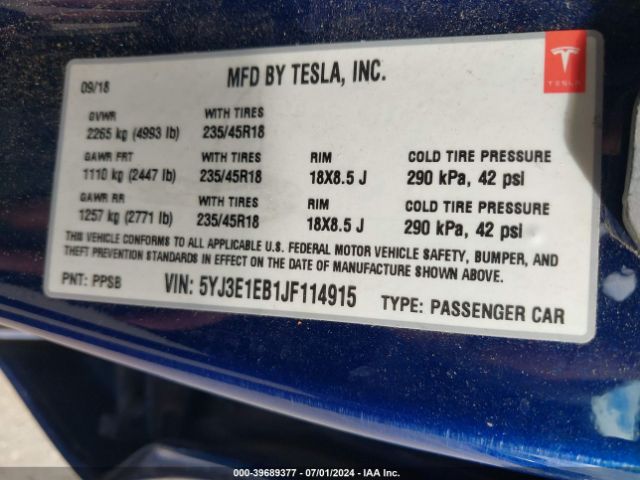 09/18
MFD BY TESLA, INC.
TESLA
GVWR WITH TIRES
2265 kg (4993 lb) 235/45R18
GAWR FRT WITH TIRES RIM COLD TIRE PRESSURE
1110 kg (2447 lb) 235/45R18 18X8.5 J 290 kPa, 42 psi
GAWR RR WITH TIRES RIM COLD TIRE PRESSURE
1257 kg (2771 lb) 235/45R18 18X8.5 J 290 kPa, 42 psi
THIS VEHICLE CONFORMS TO ALL APPLICABLE U.S. FEDERAL MOTOR VEHICLE SAFETY, BUMPER, AND
THEFT PREVENTION STANDARDS IN EFFECT ON THE DATE OF MANUFACTURE SHOWN ABOVE.
PNT: PPSB VIN: 5YJ3E1EB1JF114915 TYPE: PASSENGER CAR
000-39689377 - 07/01/2024 - IAA Inc.